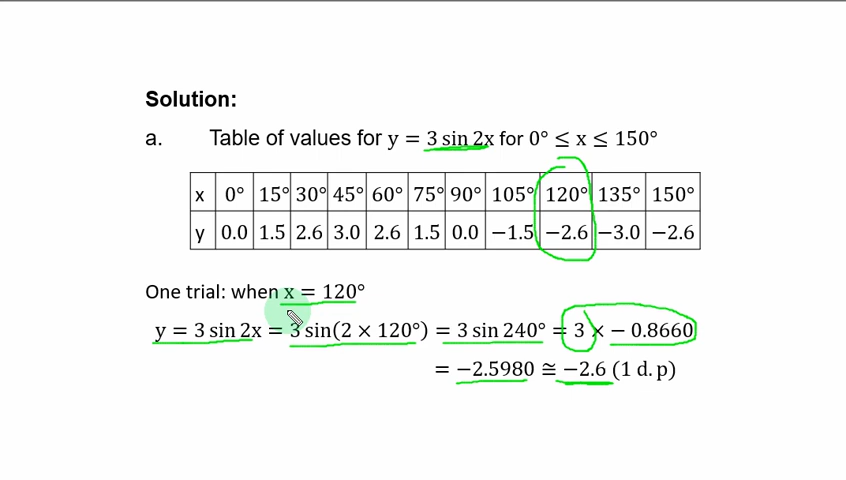 Solution:
a. Table of values for y = 3 sin 2x for 0° ≤ x ≤ 150°
x 0° 15° 30° 45° 60° 75° 90° 105° 120° 135° 150°
y 0.0 1.5 2.6 3.0 2.6 1.5 0.0 −1.5 −2.6 −3.0 −2.6
One trial: when x = 120°
y = 3 sin 2x = 3 sin(2 × 120°) = 3 sin 240° = 3 × − 0.8660
= −2.5980 ≅ −2.6 (1 d.p)